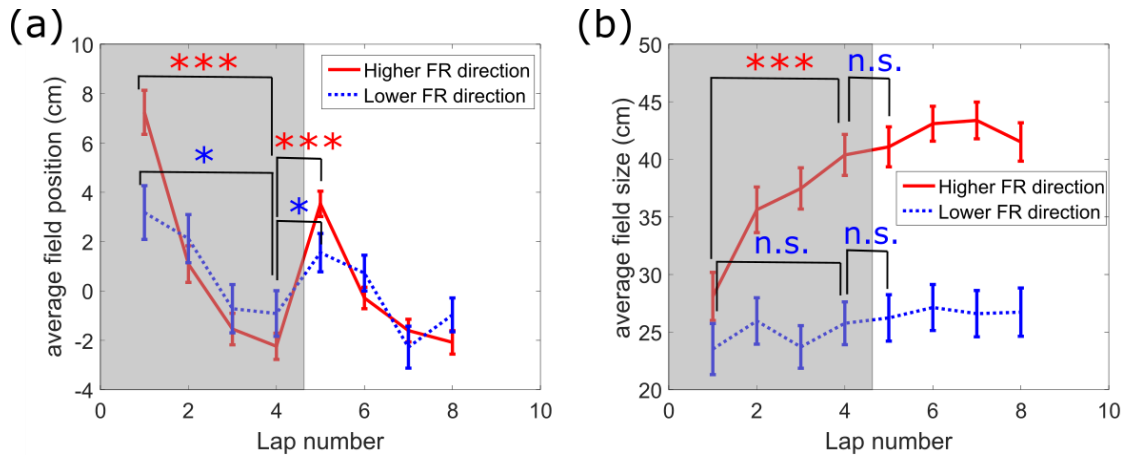 (a)
10
8
6
4
2
0
-2
-4
0
2
4
6
8
10
average field position (cm)
Lap number
***
*
***
*
Higher FR direction
Lower FR direction
(b)
50
45
40
35
30
25
20
0
2
4
6
8
10
average field size (cm)
Lap number
***
n.s.
n.s.
n.s.
Higher FR direction
Lower FR direction